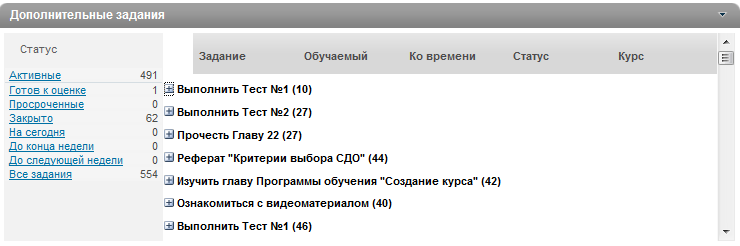 Дополнительные задания
Статус
Активные 491
Готов к оценке 1
Просроченные 0
Закрыто 62
На сегодня 0
До конца недели 0
До следующей недели 0
Все задания 554
Задание Обучаемый Ко времени Статус Курс
Выполнить Тест №1 (10)
Выполнить Тест №2 (27)
Прочесть Главу 22 (27)
Реферат "Критерии выбора СДО" (44)
Изучить главу Программы обучения "Создание курса" (42)
Ознакомиться с видеоматериалом (40)
Выполнить Тест №1 (46)